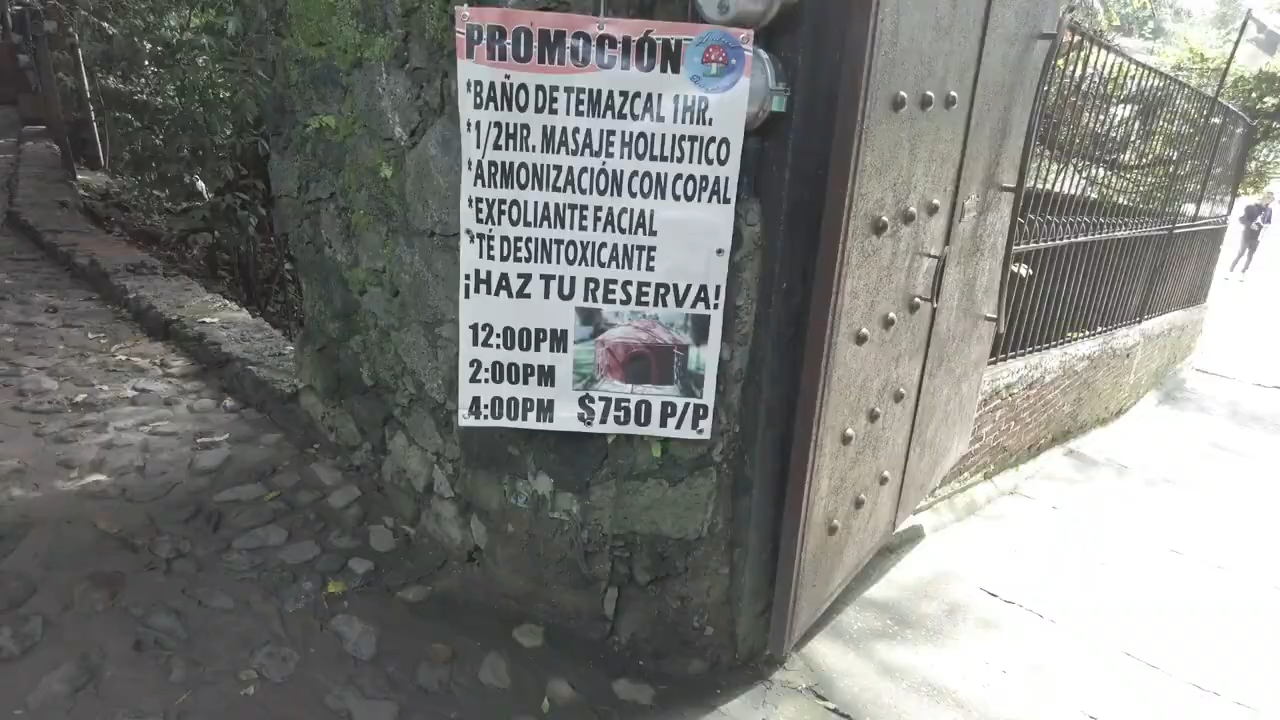 PROMOCIÓN
*BAÑO DE TEMAZCAL 1HR.
*1/2HR. MASAJE HOLLISTICO
*ARMONIZACIÓN CON COPAL
*EXFOLIANTE FACIAL
*TÉ DESINTOXICANTE
¡HAZ TU RESERVA!
12:00PM
2:00PM
4:00PM $750 P/P